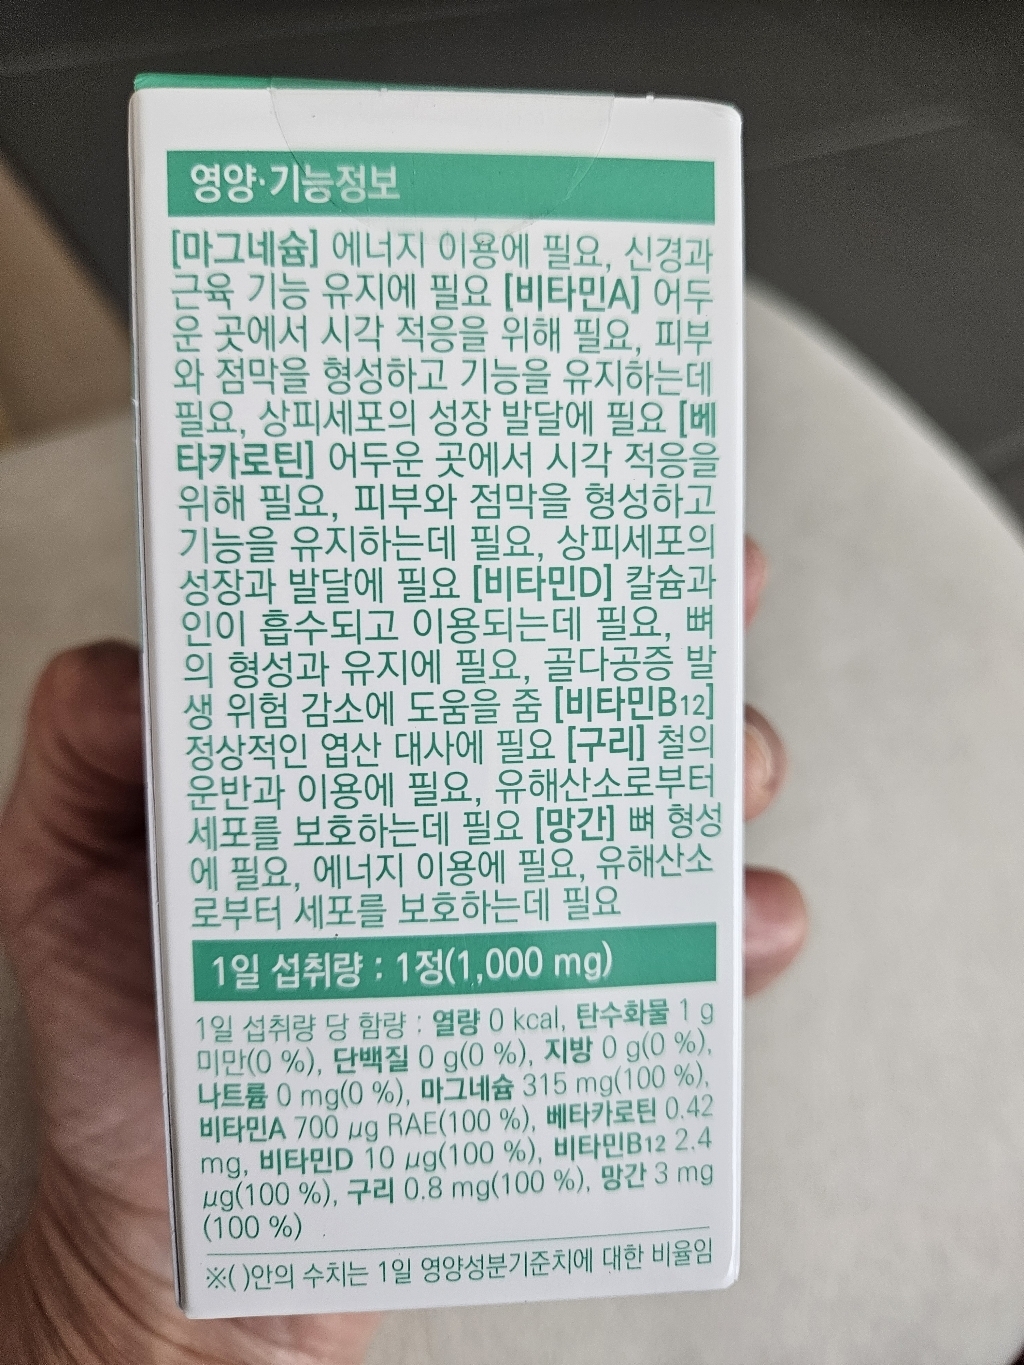 영양·기능정보
[마그네슘] 에너지 이용에 필요, 신경과
근육 기능 유지에 필요 [비타민A] 어두
운 곳에서 시각 적응을 위해 필요, 피부
와 점막을 형성하고 기능을 유지하는데
필요, 상피세포의 성장 발달에 필요 [베
타카로틴] 어두운 곳에서 시각 적응을
위해 필요, 피부와 점막을 형성하고
기능을 유지하는데 필요, 상피세포의
성장과 발달에 필요 [비타민D] 칼슘과
인이 흡수되고 이용되는데 필요, 뼈
의 형성과 유지에 필요, 골다공증 발
생 위험 감소에 도움을 줌 [비타민B12]
정상적인 엽산 대사에 필요 [구리] 철의
운반과 이용에 필요, 유해산소로부터
세포를 보호하는데 필요 [망간] 뼈 형성
에 필요, 에너지 이용에 필요, 유해산소
로부터 세포를 보호하는데 필요
1일 섭취량 : 1정(1,000 mg)
1일 섭취량 당 함량 : 열량 0 kcal, 탄수화물 1 g
미만(0 %), 단백질 0 g(0 %), 지방 0 g(0 %),
나트륨 0 mg(0 %), 마그네슘 315 mg(100 %),
비타민A 700 μg RAE(100 %), 베타카로틴 0.42
mg, 비타민D 10 μg(100 %), 비타민B12 2.4
μg(100 %), 구리 0.8 mg(100 %), 망간 3 mg
(100 %)
※( )안의 수치는 1일 영양성분기준치에 대한 비율임